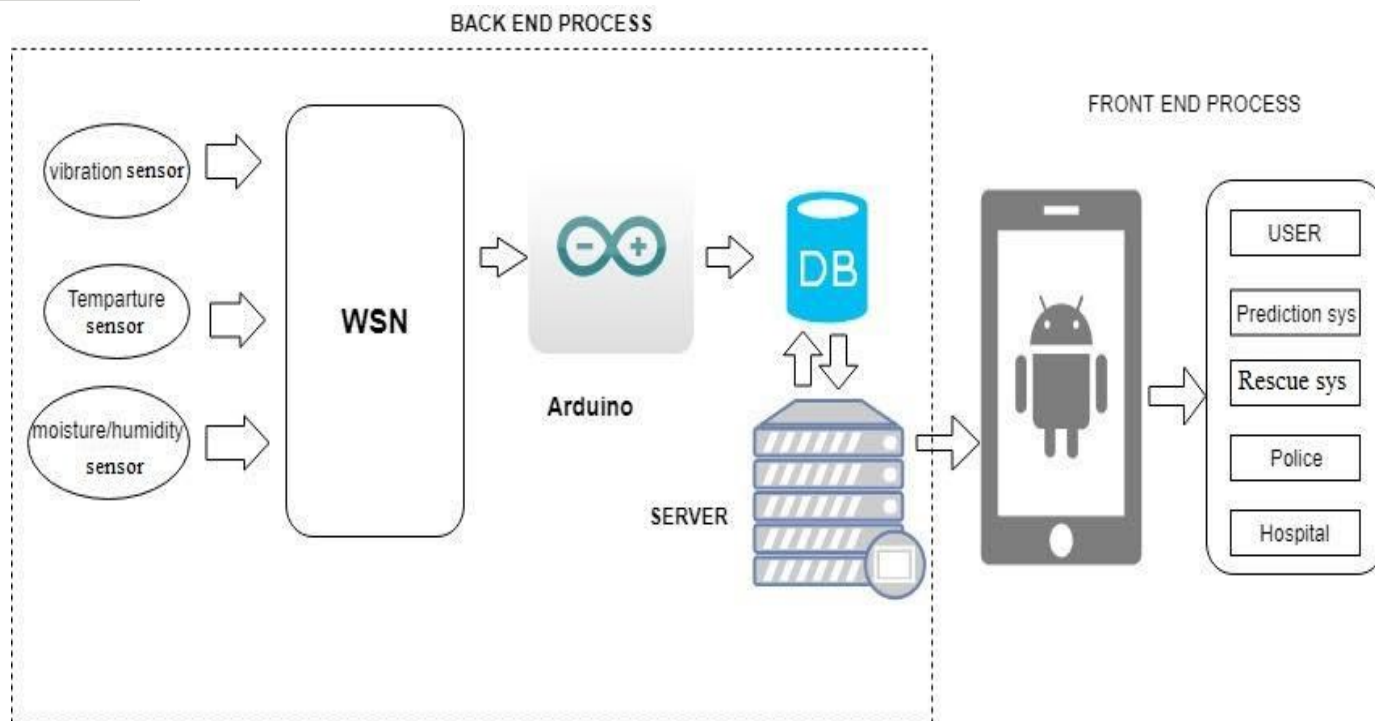 BACK END PROCESS
FRONT END PROCESS
vibration sensor
Temparture
sensor
moisture/humidity
sensor
WSN
Arduino
DB
SERVER
USER
Prediction sys
Rescue sys
Police
Hospital